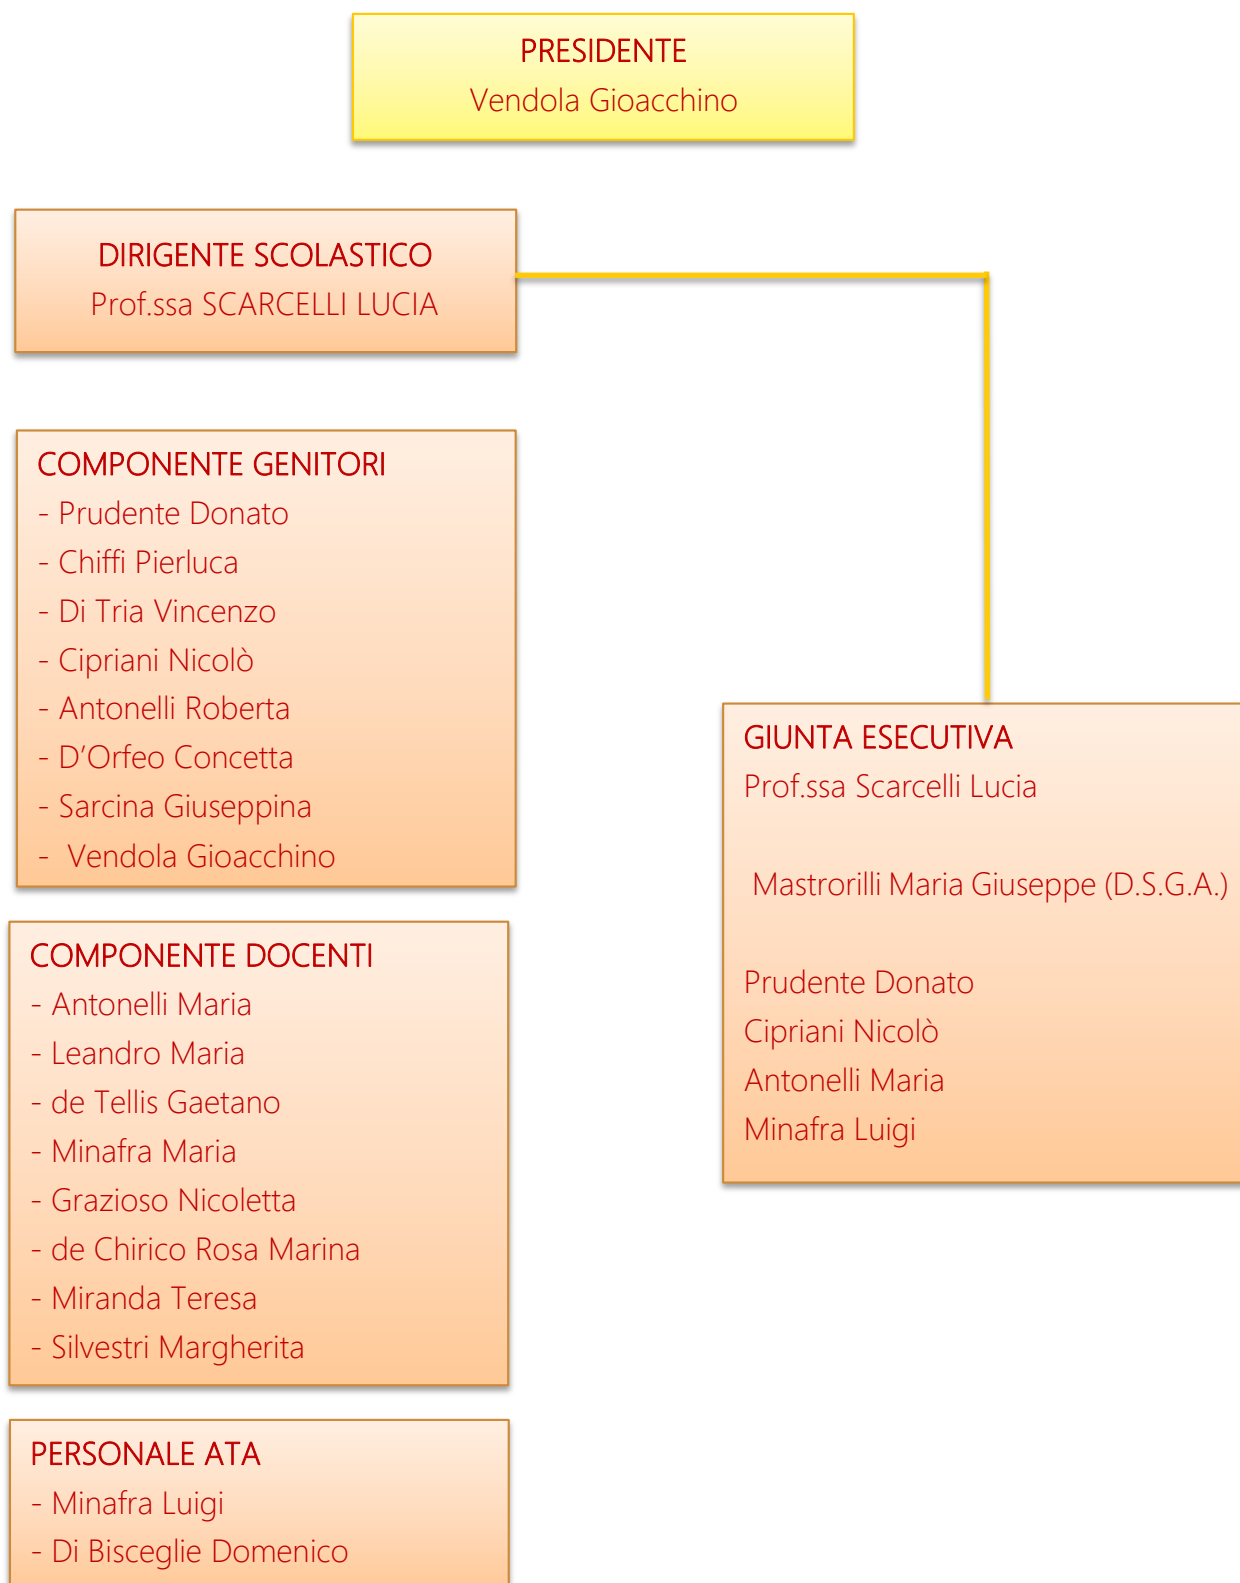 PRESIDENTE
Vendola Gioacchino
DIRIGENTE SCOLASTICO
Prof.ssa SCARCELLI LUCIA
COMPONENTE GENITORI
- Prudente Donato
- Chiffi Pierluca
- Di Tria Vincenzo
- Cipriani Nicolò
- Antonelli Roberta
- D’Orfeo Concetta
- Sarcina Giuseppina
- Vendola Gioacchino
COMPONENTE DOCENTI
- Antonelli Maria
- Leandro Maria
- de Tellis Gaetano
- Minafra Maria
- Grazioso Nicoletta
- de Chirico Rosa Marina
- Miranda Teresa
- Silvestri Margherita
PERSONALE ATA
- Minafra Luigi
- Di Bisceglie Domenico
GIUNTA ESECUTIVA
Prof.ssa Scarcelli Lucia
Mastrorilli Maria Giuseppe (D.S.G.A.)
Prudente Donato
Cipriani Nicolò
Antonelli Maria
Minafra Luigi